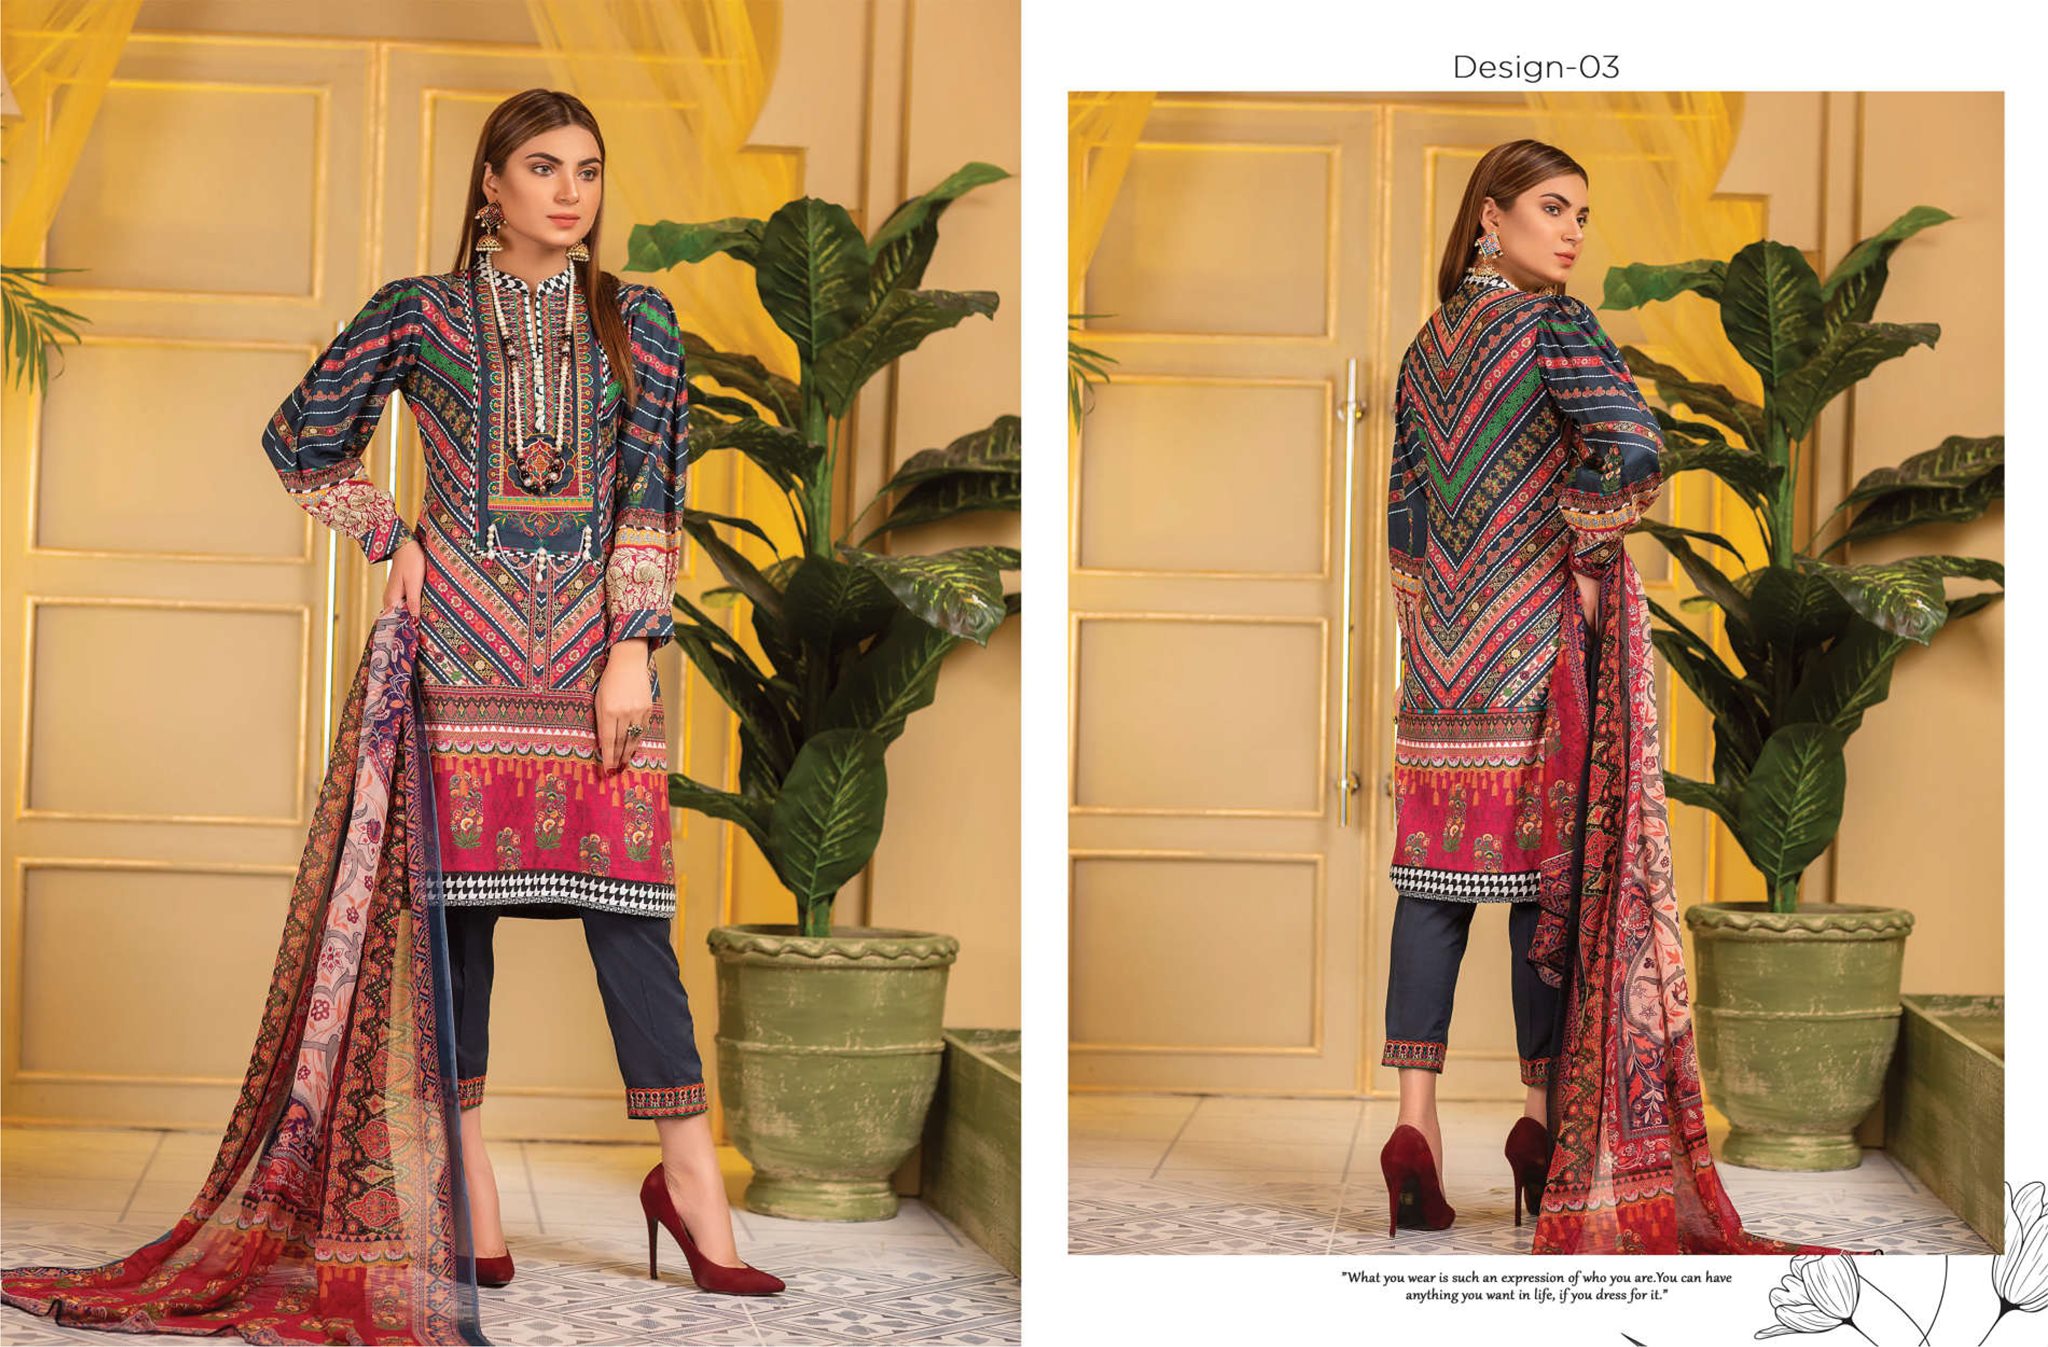 Design-03
"What you wear is such an expression of who you are.You can have
anything you want in life, if you dress for it."